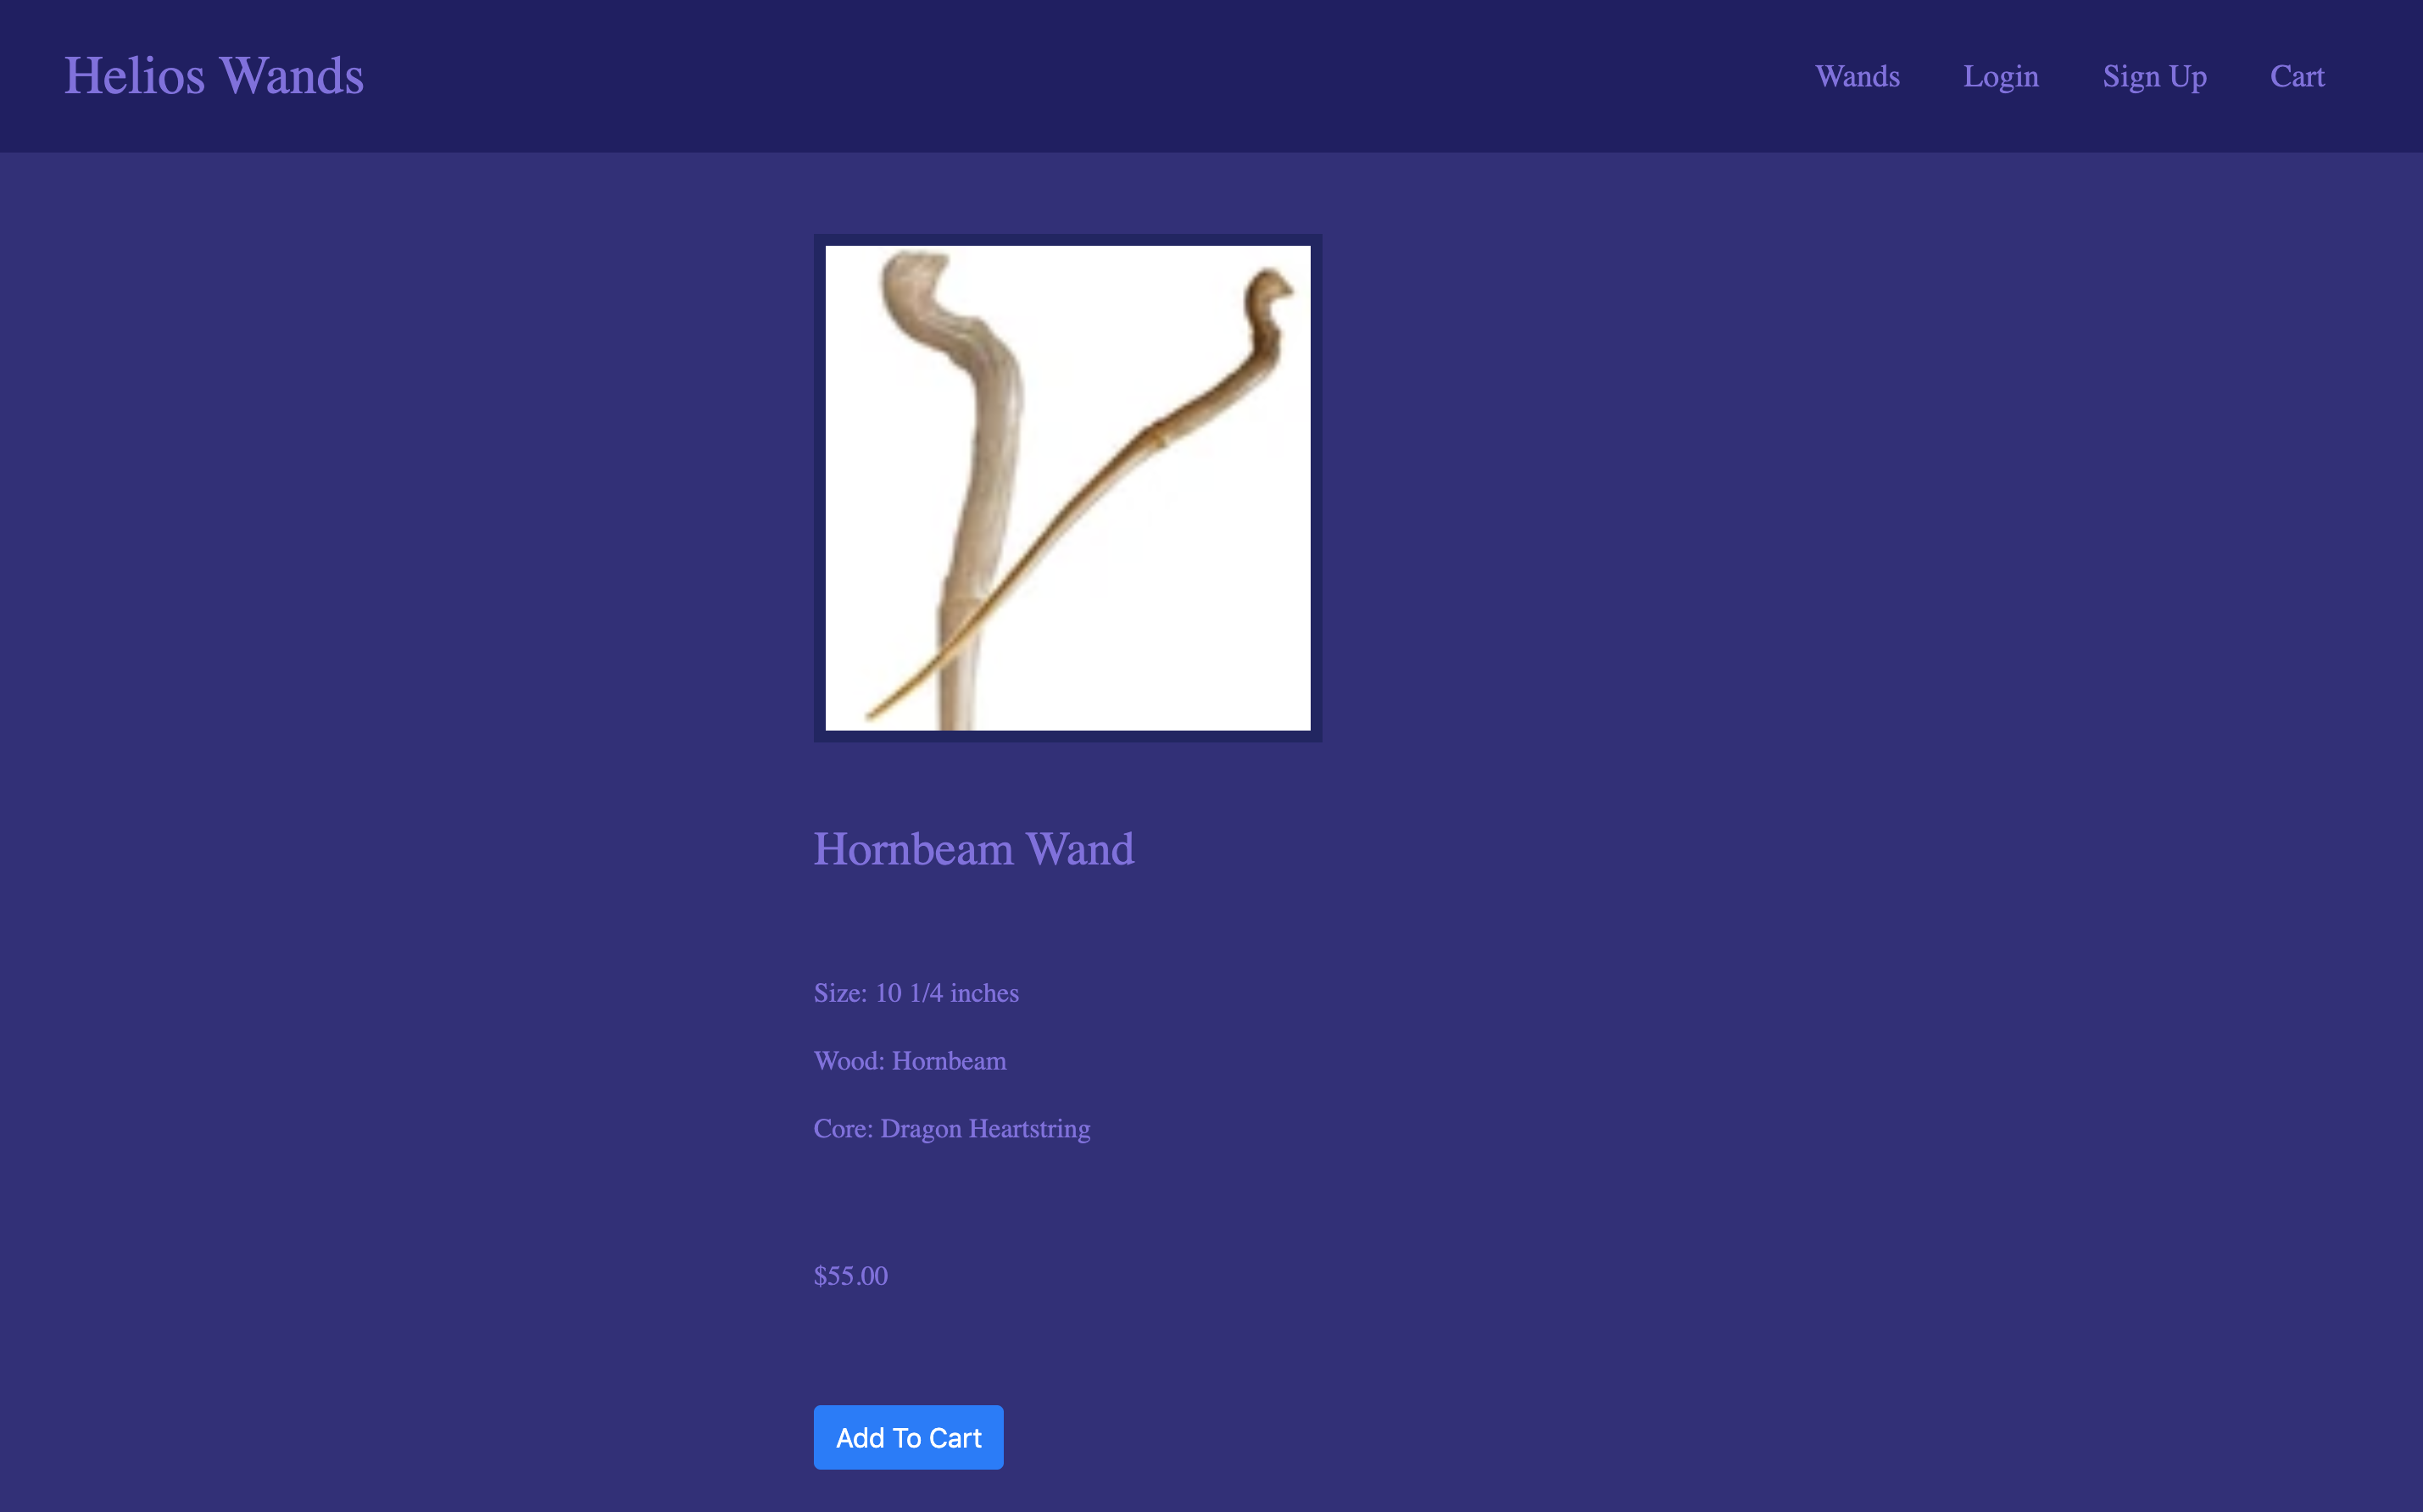 Helios Wands
Wands Login Sign Up Cart
Hornbeam Wand
Size: 10 1/4 inches
Wood: Hornbeam
Core: Dragon Heartstring
$55.00
Add To Cart